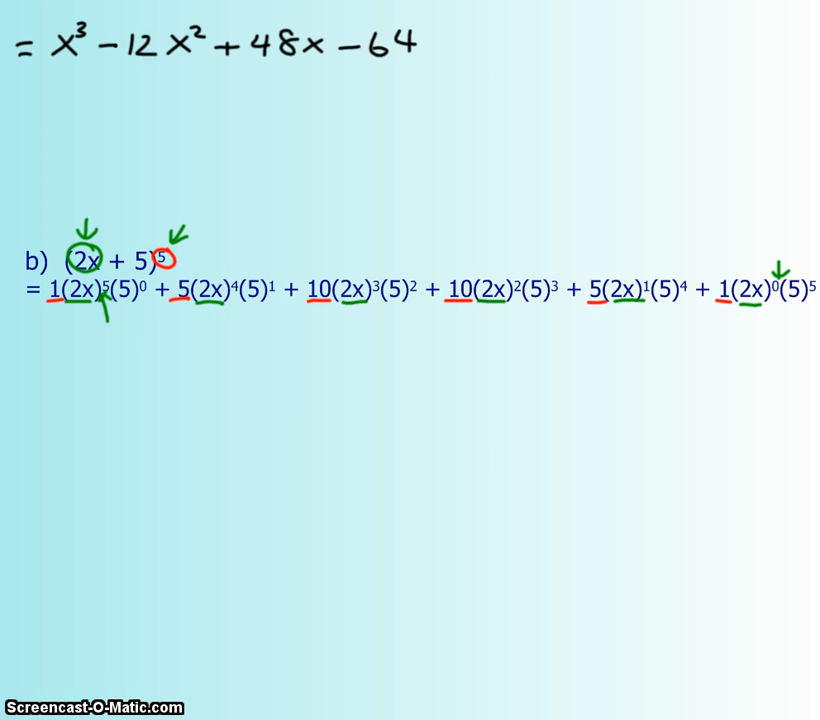 = x³ - 12x² + 48x - 64
b) (2x + 5)⁵
= 1(2x)⁵(5)⁰ + 5(2x)⁴(5)¹ + 10(2x)³(5)² + 10(2x)²(5)³ + 5(2x)¹(5)⁴ + 1(2x)⁰(5)⁵
Screencast-O-Matic.com